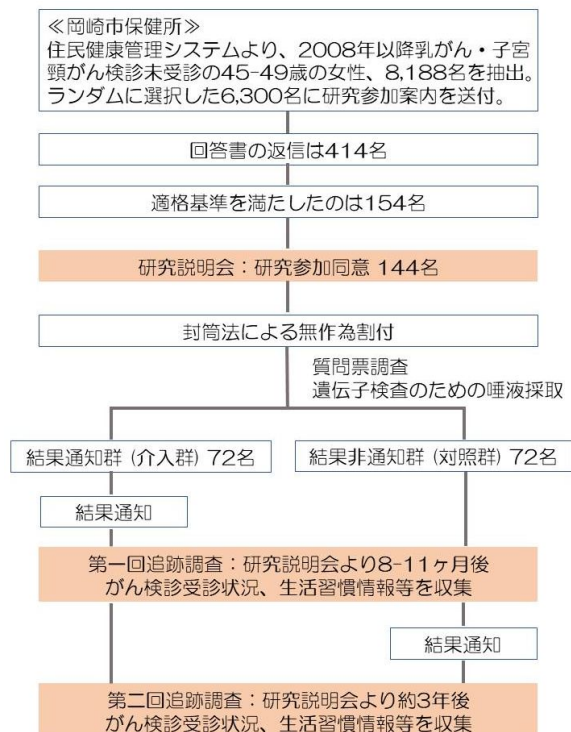 ≪岡崎市保健所≫
住民健康管理システムより、2008年以降乳がん・子宮
頸がん検診未受診の45-49歳の女性、8,188名を抽出。
ランダムに選択した6,300名に研究参加案内を送付。
回答書の返信は414名
適格基準を満たしたのは154名
研究説明会：研究参加同意 144名
封筒法による無作為割付
質問票調査
遺伝子検査のための唾液採取
結果通知群 (介入群) 72名
結果非通知群 (対照群) 72名
結果通知
第一回追跡調査：研究説明会より8-11ヶ月後
がん検診受診状況、生活習慣情報等を収集
結果通知
第二回追跡調査：研究説明会より約3年後
がん検診受診状況、生活習慣情報等を収集